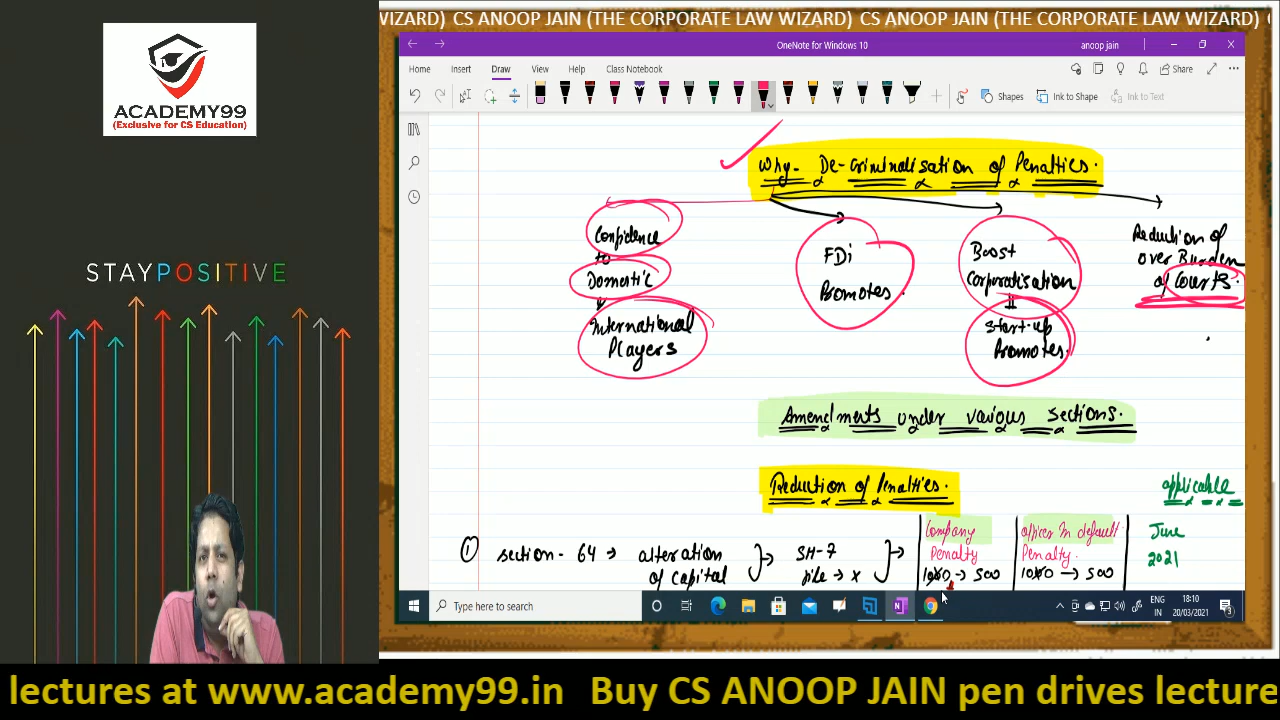 WIZARD) CS ANOOP JAIN (THE CORPORATE LAW WIZARD) CS ANOOP JAIN (THE CORPORATE LAW WIZARD)
ACADEMY99
(Exclusive for CS Education)
STAYPOSITIVE
OneNote for Windows 10
anoop jain
Home Insert Draw View Help Class Notebook
Share
Shapes Ink to Shape Ink to Text
Why- De-Criminalisation of Penalties.
Confidence
to
Domestic
International
Players
FDi
Promotes
Boost
Corporatisation
Start-up
Promotes.
Reduction of
over Burden
of Courts.
Amendments under various sections.
Reduction of Penalties.
applicable
June
2021
① section - 64 → alteration
of capital
SH-7
file → x
Company
Penalty
1000 → 500
officer in default
Penalty.
1000 → 500
Type here to search
ENG
IN
18:10
20/03/2021
3
lectures at www.academy99.in Buy CS ANOOP JAIN pen drives lecture